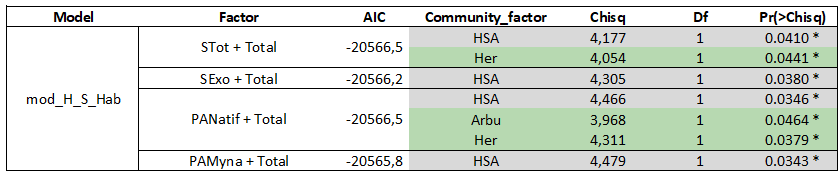 Model Factor AIC Community_factor Chisq Df Pr(>Chisq)
mod_H_S_Hab STot + Total -20566,5 HSA 4,177 1 0.0410 *
Her 4,054 1 0.0441 *
SExo + Total -20566,2 HSA 4,305 1 0.0380 *
PANatif + Total -20566,5 HSA 4,466 1 0.0346 *
Arbu 3,968 1 0.0464 *
Her 4,311 1 0.0379 *
PAMyna + Total -20565,8 HSA 4,479 1 0.0343 *